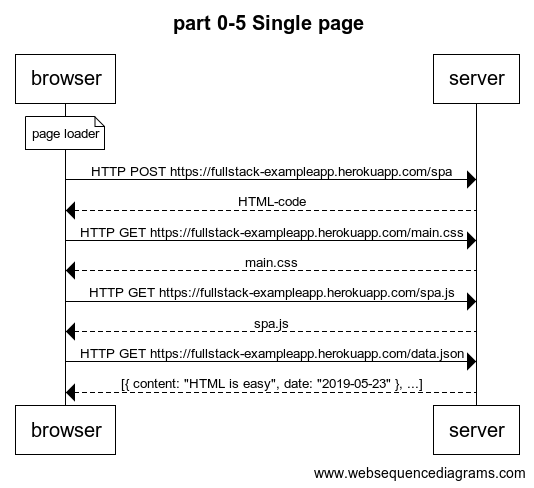 part 0-5 Single page
browser
server
page loader
HTTP POST https://fullstack-exampleapp.herokuapp.com/spa
HTML-code
HTTP GET https://fullstack-exampleapp.herokuapp.com/main.css
main.css
HTTP GET https://fullstack-exampleapp.herokuapp.com/spa.js
spa.js
HTTP GET https://fullstack-exampleapp.herokuapp.com/data.json
[{ content: "HTML is easy", date: "2019-05-23" }, ...]
browser
server
www.websequencediagrams.com